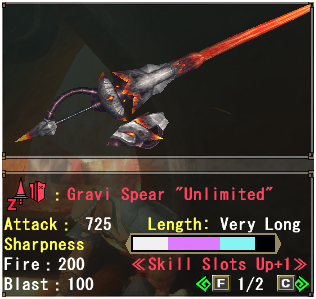 Z : Gravi Spear "Unlimited"
Attack: 725 Length: Very Long
Sharpness
Fire:200 ≪Skill Slots Up+1≫
Blast:100 F 1/2 C